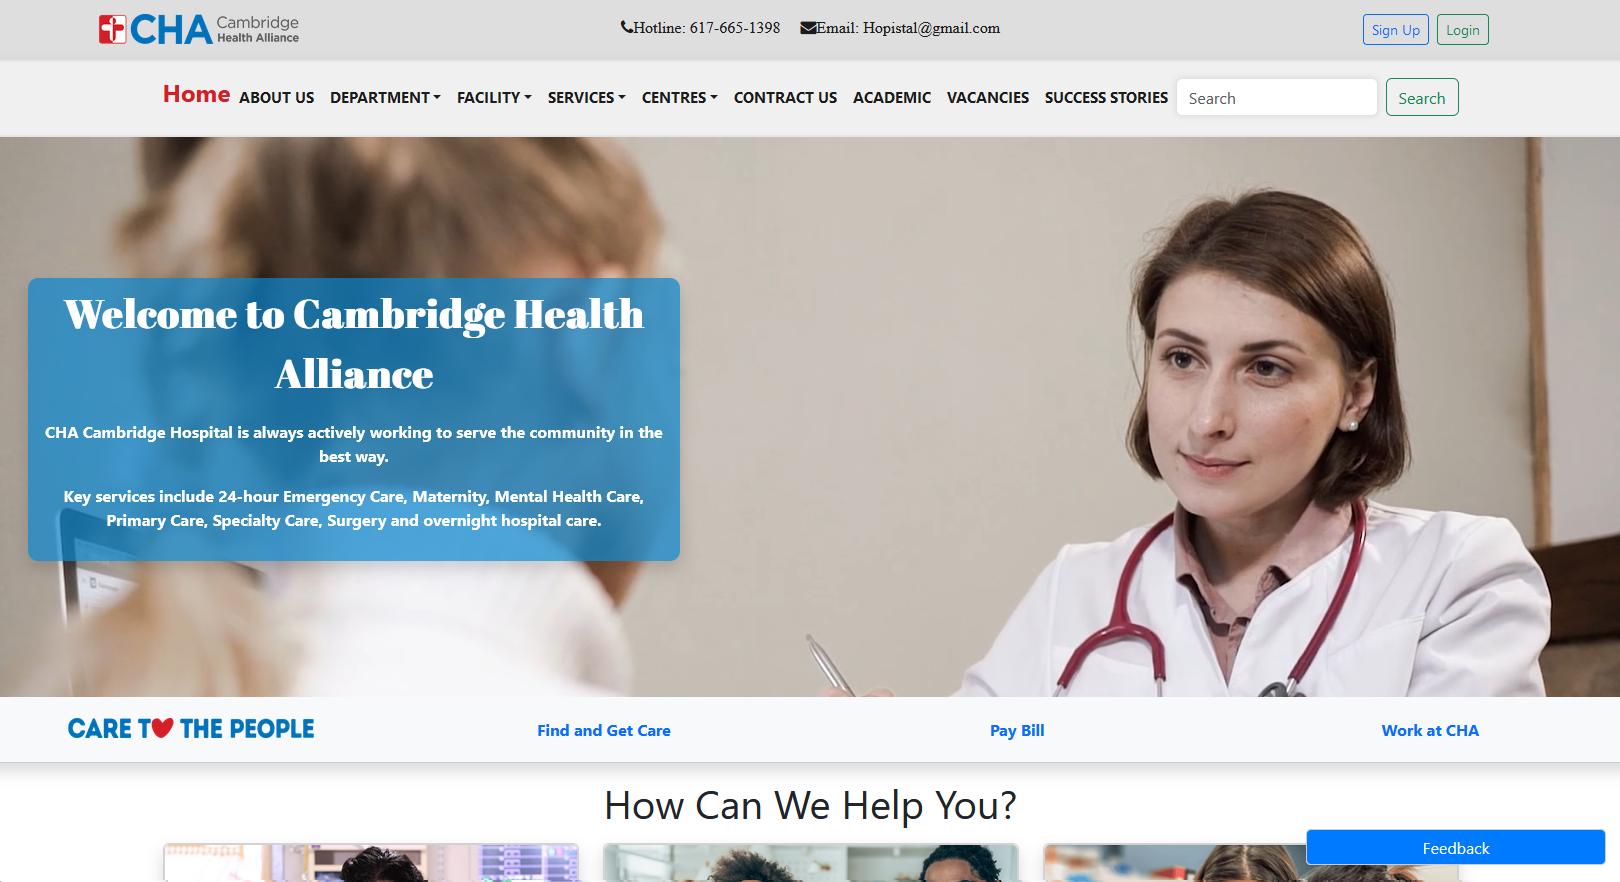 CHA Cambridge
Health Alliance
Hotline: 617-665-1398 Email: Hopistal@gmail.com
Sign Up Login
Home ABOUT US DEPARTMENT FACILITY SERVICES CENTRES CONTRACT US ACADEMIC VACANCIES SUCCESS STORIES Search Search
Welcome to Cambridge Health
Alliance
CHA Cambridge Hospital is always actively working to serve the community in the
best way.
Key services include 24-hour Emergency Care, Maternity, Mental Health Care,
Primary Care, Specialty Care, Surgery and overnight hospital care.
CARE TO THE PEOPLE Find and Get Care Pay Bill Work at CHA
How Can We Help You?
Feedback